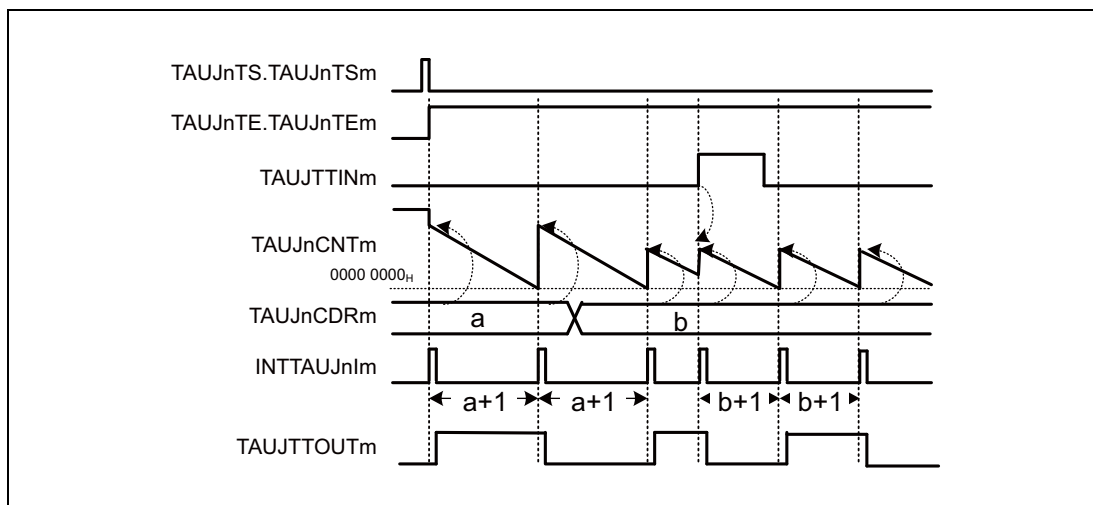 TAUJnTS.TAUJnTSm
TAUJnTE.TAUJnTEm
TAUJTTINm
TAUJnCNTm
0000 0000H
TAUJnCDRm
a
b
INTTAUJnIm
a+1 a+1 b+1 b+1
TAUJTTOUTm